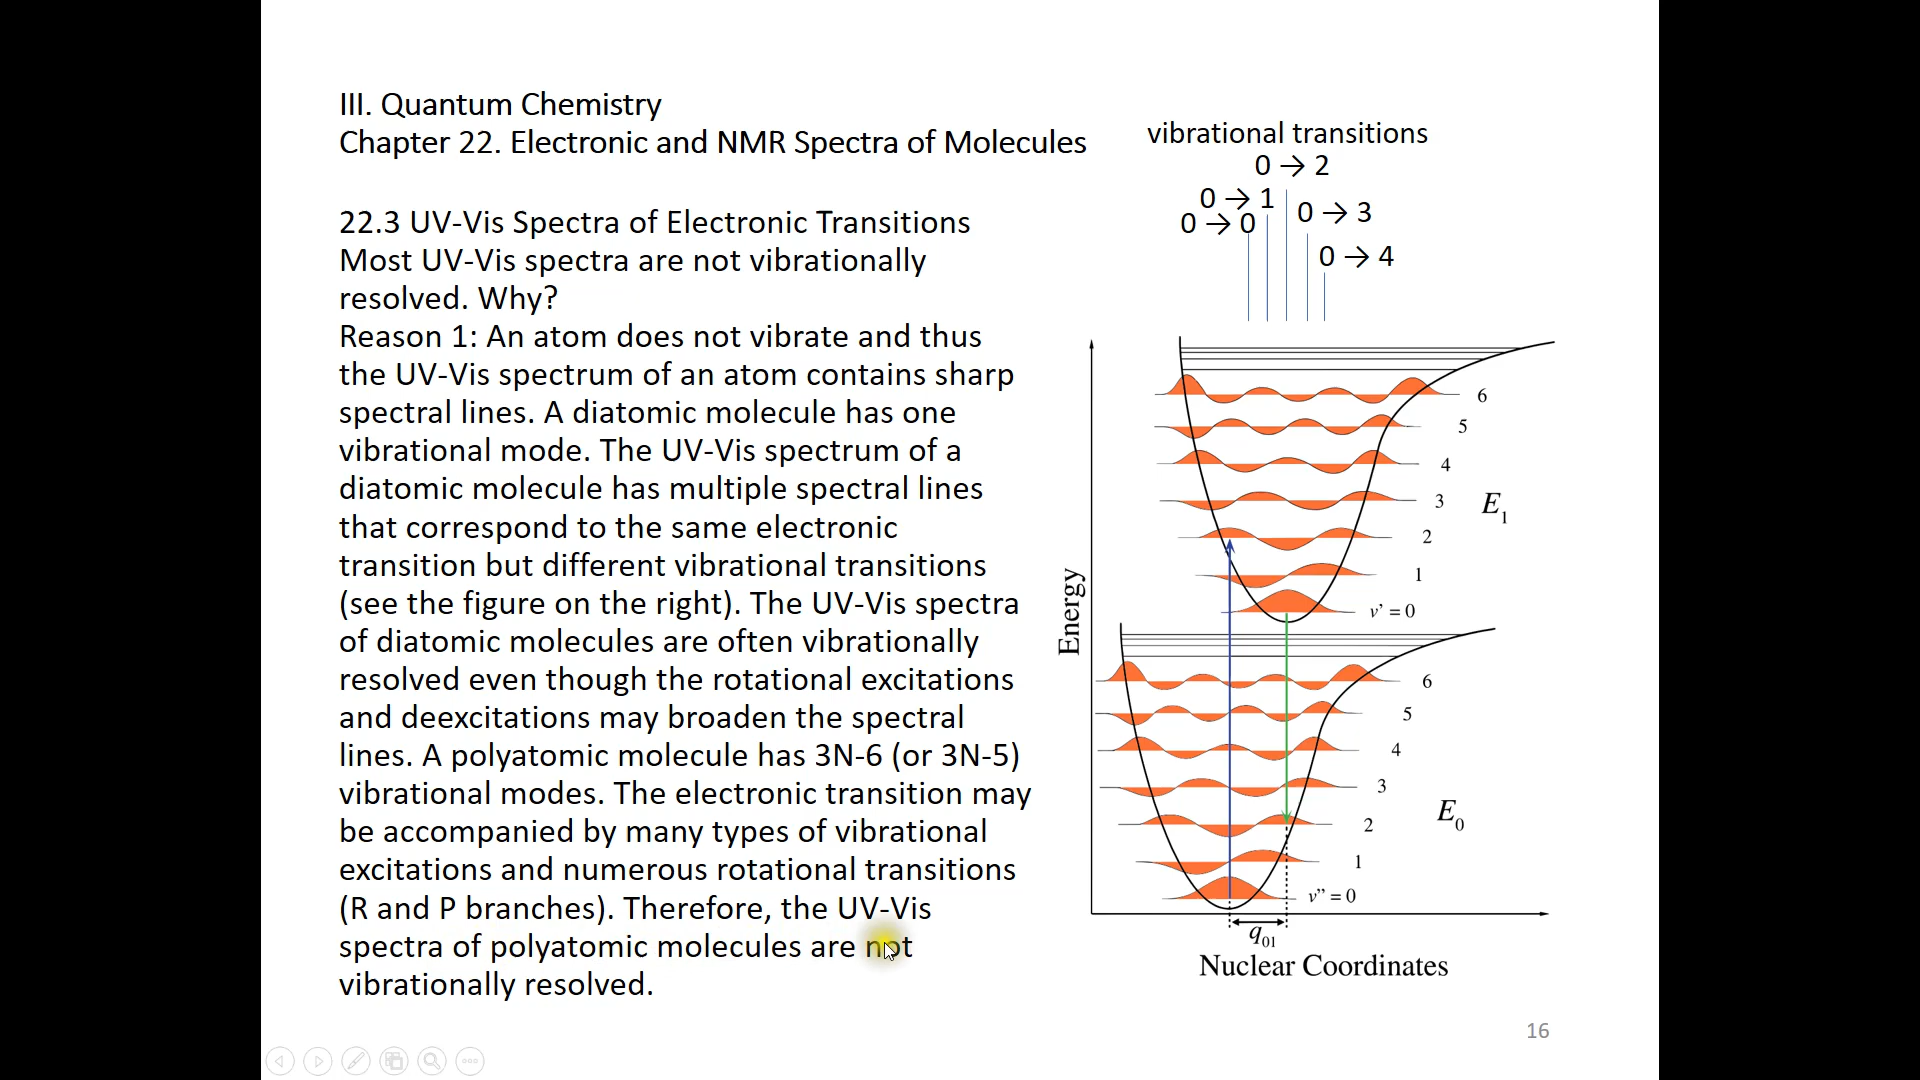 III. Quantum Chemistry
Chapter 22. Electronic and NMR Spectra of Molecules
22.3 UV-Vis Spectra of Electronic Transitions
Most UV-Vis spectra are not vibrationally
resolved. Why?
Reason 1: An atom does not vibrate and thus
the UV-Vis spectrum of an atom contains sharp
spectral lines. A diatomic molecule has one
vibrational mode. The UV-Vis spectrum of a
diatomic molecule has multiple spectral lines
that correspond to the same electronic
transition but different vibrational transitions
(see the figure on the right). The UV-Vis spectra
of diatomic molecules are often vibrationally
resolved even though the rotational excitations
and deexcitations may broaden the spectral
lines. A polyatomic molecule has 3N-6 (or 3N-5)
vibrational modes. The electronic transition may
be accompanied by many types of vibrational
excitations and numerous rotational transitions
(R and P branches). Therefore, the UV-Vis
spectra of polyatomic molecules are not
vibrationally resolved.
vibrational transitions
0 → 2
0 → 1
0 → 3
0 → 0
0 → 4
Energy
6
5
4
3
E₁
2
1
v' = 0
6
5
4
3
E₀
2
1
v" = 0
q₀₁
Nuclear Coordinates
16